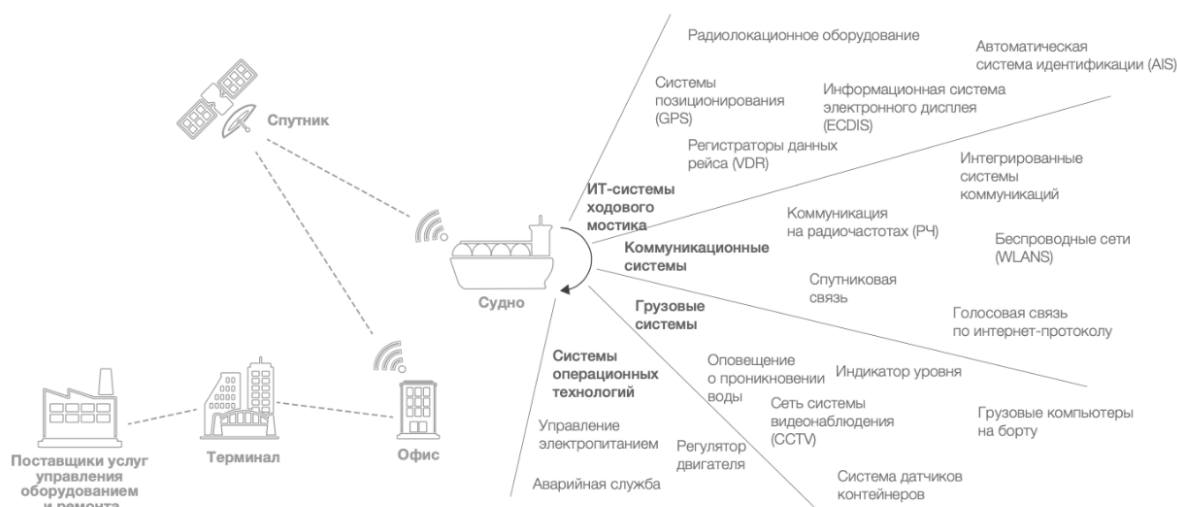 Радиолокационное оборудование
Автоматическая
система идентификации (AIS)
Системы
позиционирования
(GPS)
Информационная система
электронного дисплея
(ECDIS)
Регистраторы данных
рейса (VDR)
Спутник
ИТ-системы
ходового
мостика
Интегрированные
системы
коммуникаций
Коммуникация
на радиочастотах (РЧ)
Беспроводные сети
(WLANS)
Коммуникационные
системы
Спутниковая
связь
Голосовая связь
по интернет-протоколу
Судно
Грузовые
системы
Оповещение
о проникновении
воды
Индикатор уровня
Сеть системы
видеонаблюдения
(CCTV)
Грузовые компьютеры
на борту
Система датчиков
контейнеров
Системы
операционных
технологий
Управление
электропитанием
Регулятор
двигателя
Аварийная служба
Поставщики услуг
управления
оборудованием
и ремонта
Терминал
Офис